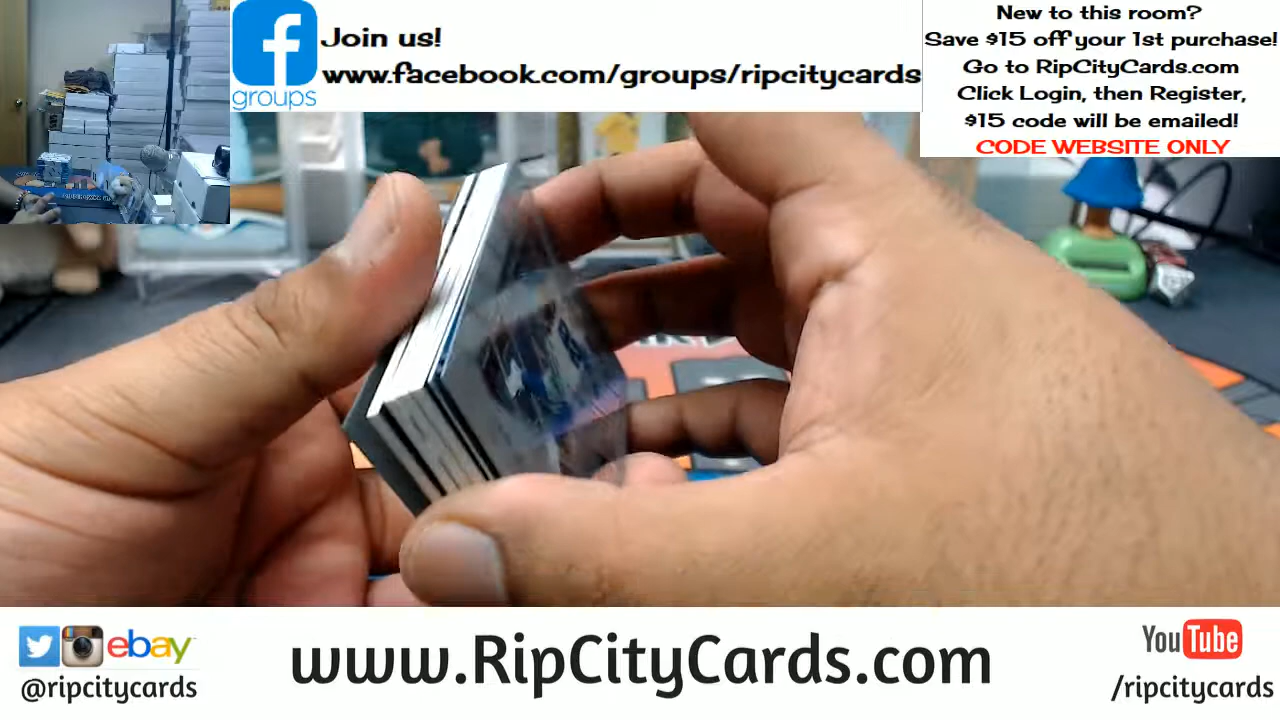 Join us!
www.facebook.com/groups/ripcitycards
groups
New to this room?
Save $15 off your 1st purchase!
Go to RipCityCards.com
Click Login, then Register,
$15 code will be emailed!
CODE WEBSITE ONLY
ebay
@ripcitycards
www.RipCityCards.com
YouTube
/ripcitycards